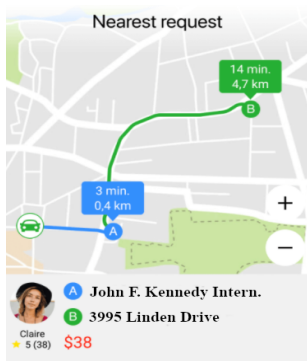 Nearest request
14 min.
4,7 km
B
3 min.
0,4 km
A
+
−
A John F. Kennedy Intern.
B 3995 Linden Drive
Claire
5 (38)
$38